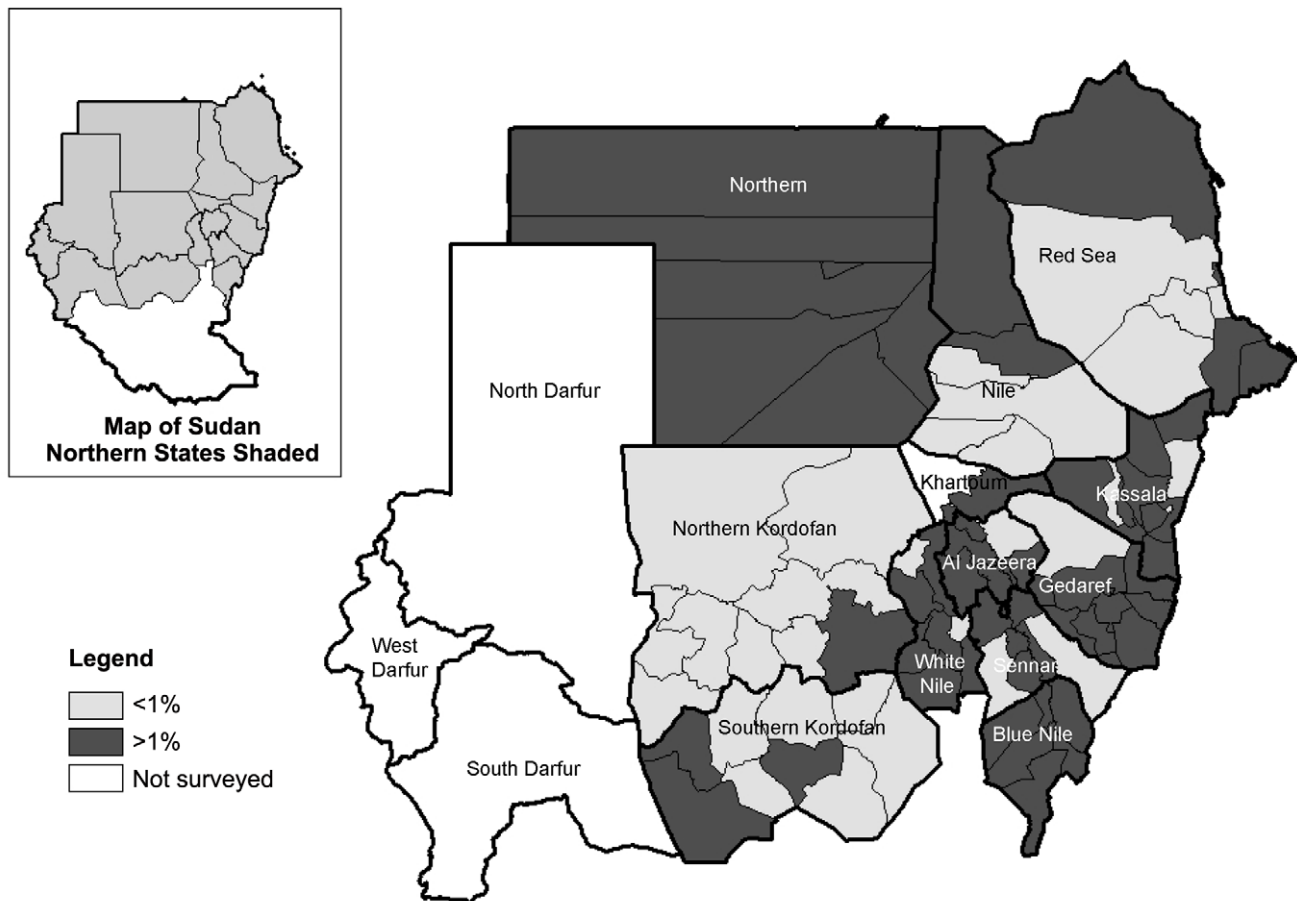 Map of Sudan
Northern States Shaded
Northern
Red Sea
North Darfur
Nile
Khartoum
Kassala
Northern Kordofan
Al Jazeera
Gedaref
West
Darfur
White
Nile
Sennar
Southern Kordofan
Blue Nile
South Darfur
Legend
<1%
>1%
Not surveyed